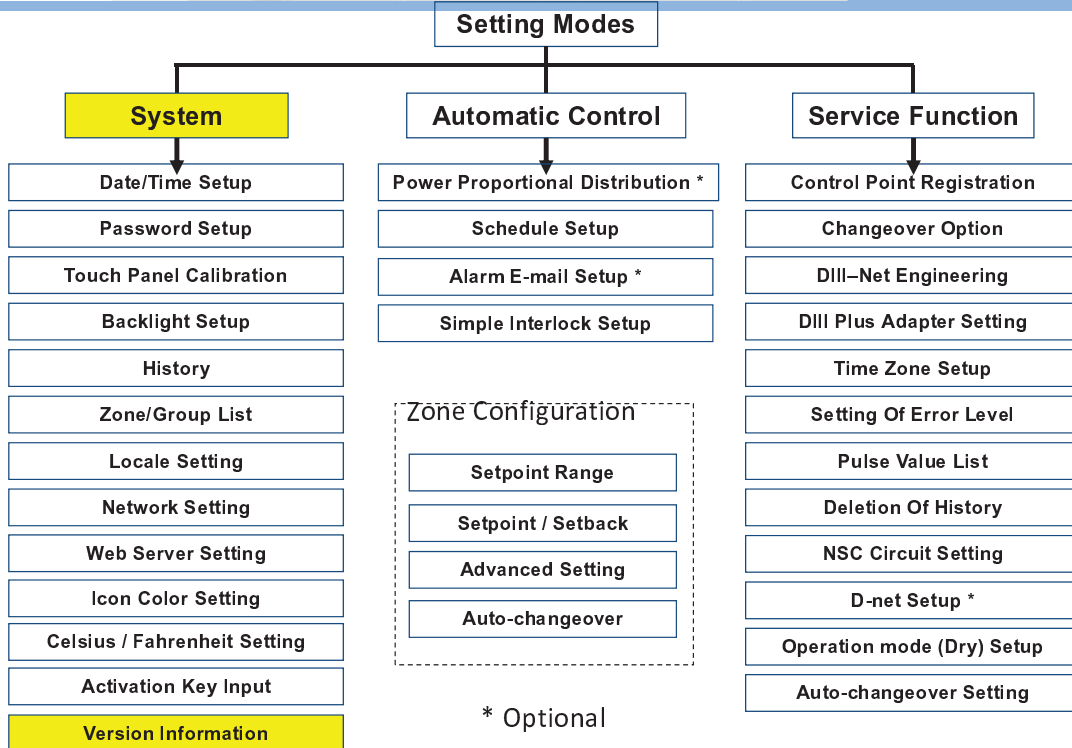 Setting Modes
System
Date/Time Setup
Password Setup
Touch Panel Calibration
Backlight Setup
History
Zone/Group List
Locale Setting
Network Setting
Web Server Setting
Icon Color Setting
Celsius / Fahrenheit Setting
Activation Key Input
Version Information
Automatic Control
Power Proportional Distribution *
Schedule Setup
Alarm E-mail Setup *
Simple Interlock Setup
Zone Configuration
Setpoint Range
Setpoint / Setback
Advanced Setting
Auto-changeover
* Optional
Service Function
Control Point Registration
Changeover Option
DIII–Net Engineering
DIII Plus Adapter Setting
Time Zone Setup
Setting Of Error Level
Pulse Value List
Deletion Of History
NSC Circuit Setting
D-net Setup *
Operation mode (Dry) Setup
Auto-changeover Setting